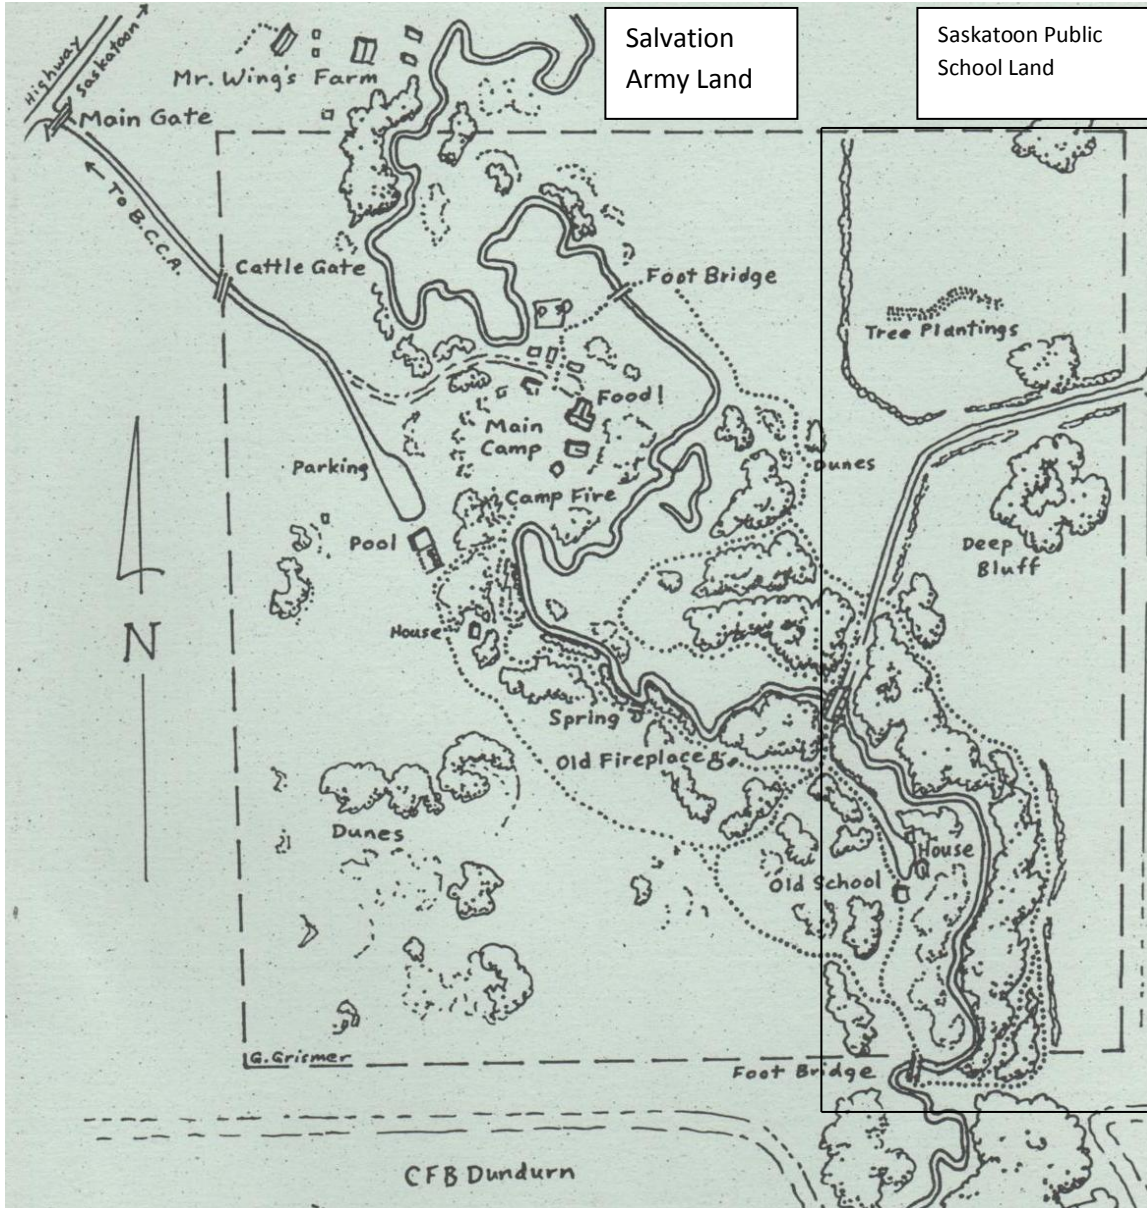 Salvation
Army Land
Saskatoon Public
School Land
Highway
Saskatoon →
Mr. Wing's Farm
Main Gate
← To B.C.C.A.
Cattle Gate
Foot Bridge
Tree Plantings
Food!
Main
Camp
Dunes
Parking
Camp Fire
Pool
Deep
Bluff
N
House
Spring
Old Fireplace
Dunes
House
Old School
G. Grismer
Foot Bridge
CFB Dundurn